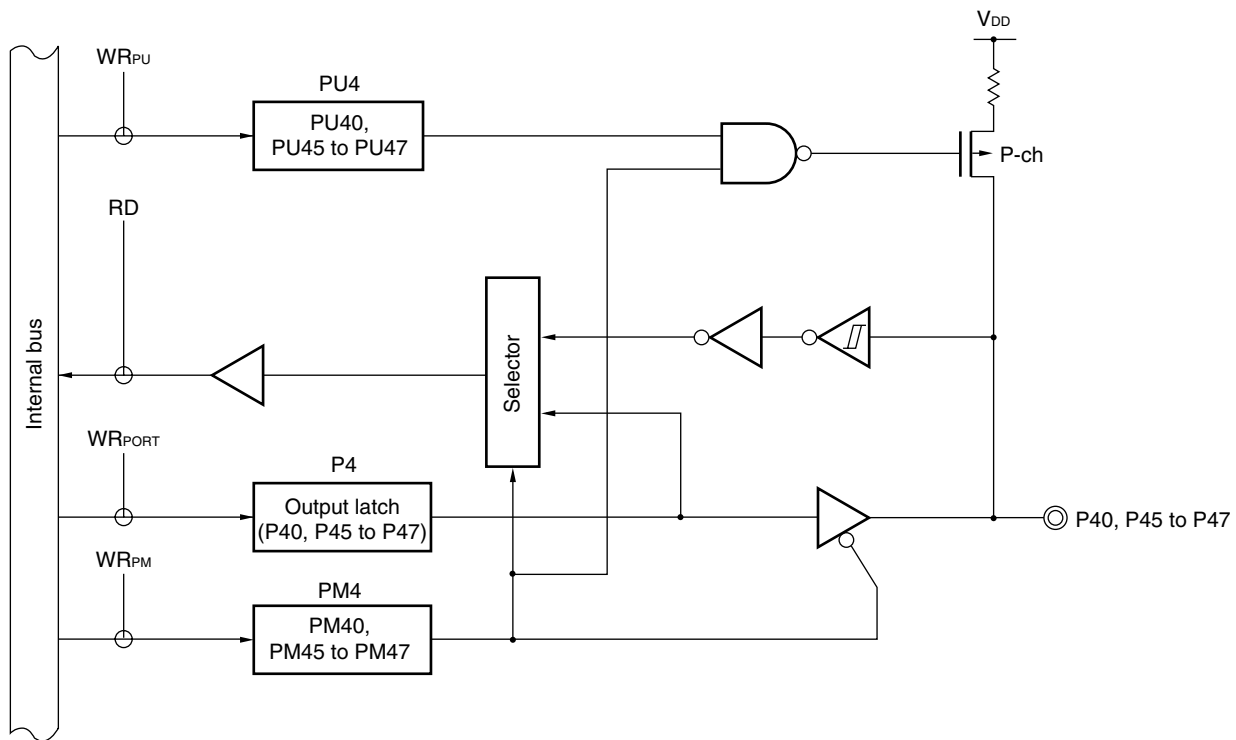 VDD
WRPU
PU4
PU40,
PU45 to PU47
P-ch
RD
Internal bus
Selector
WRPORT
P4
Output latch
(P40, P45 to P47)
P40, P45 to P47
WRPM
PM4
PM40,
PM45 to PM47